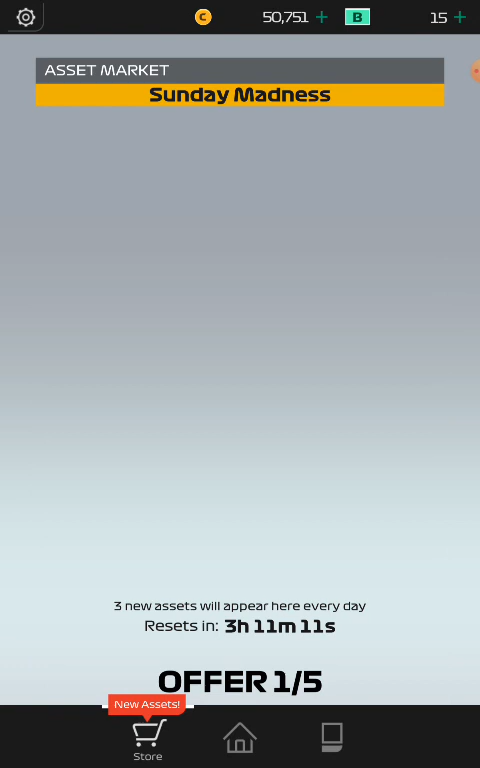 C 50,751 + B 15 +
ASSET MARKET
Sunday Madness
3 new assets will appear here every day
Resets in: 3h 11m 11s
OFFER 1/5
New Assets!
Store